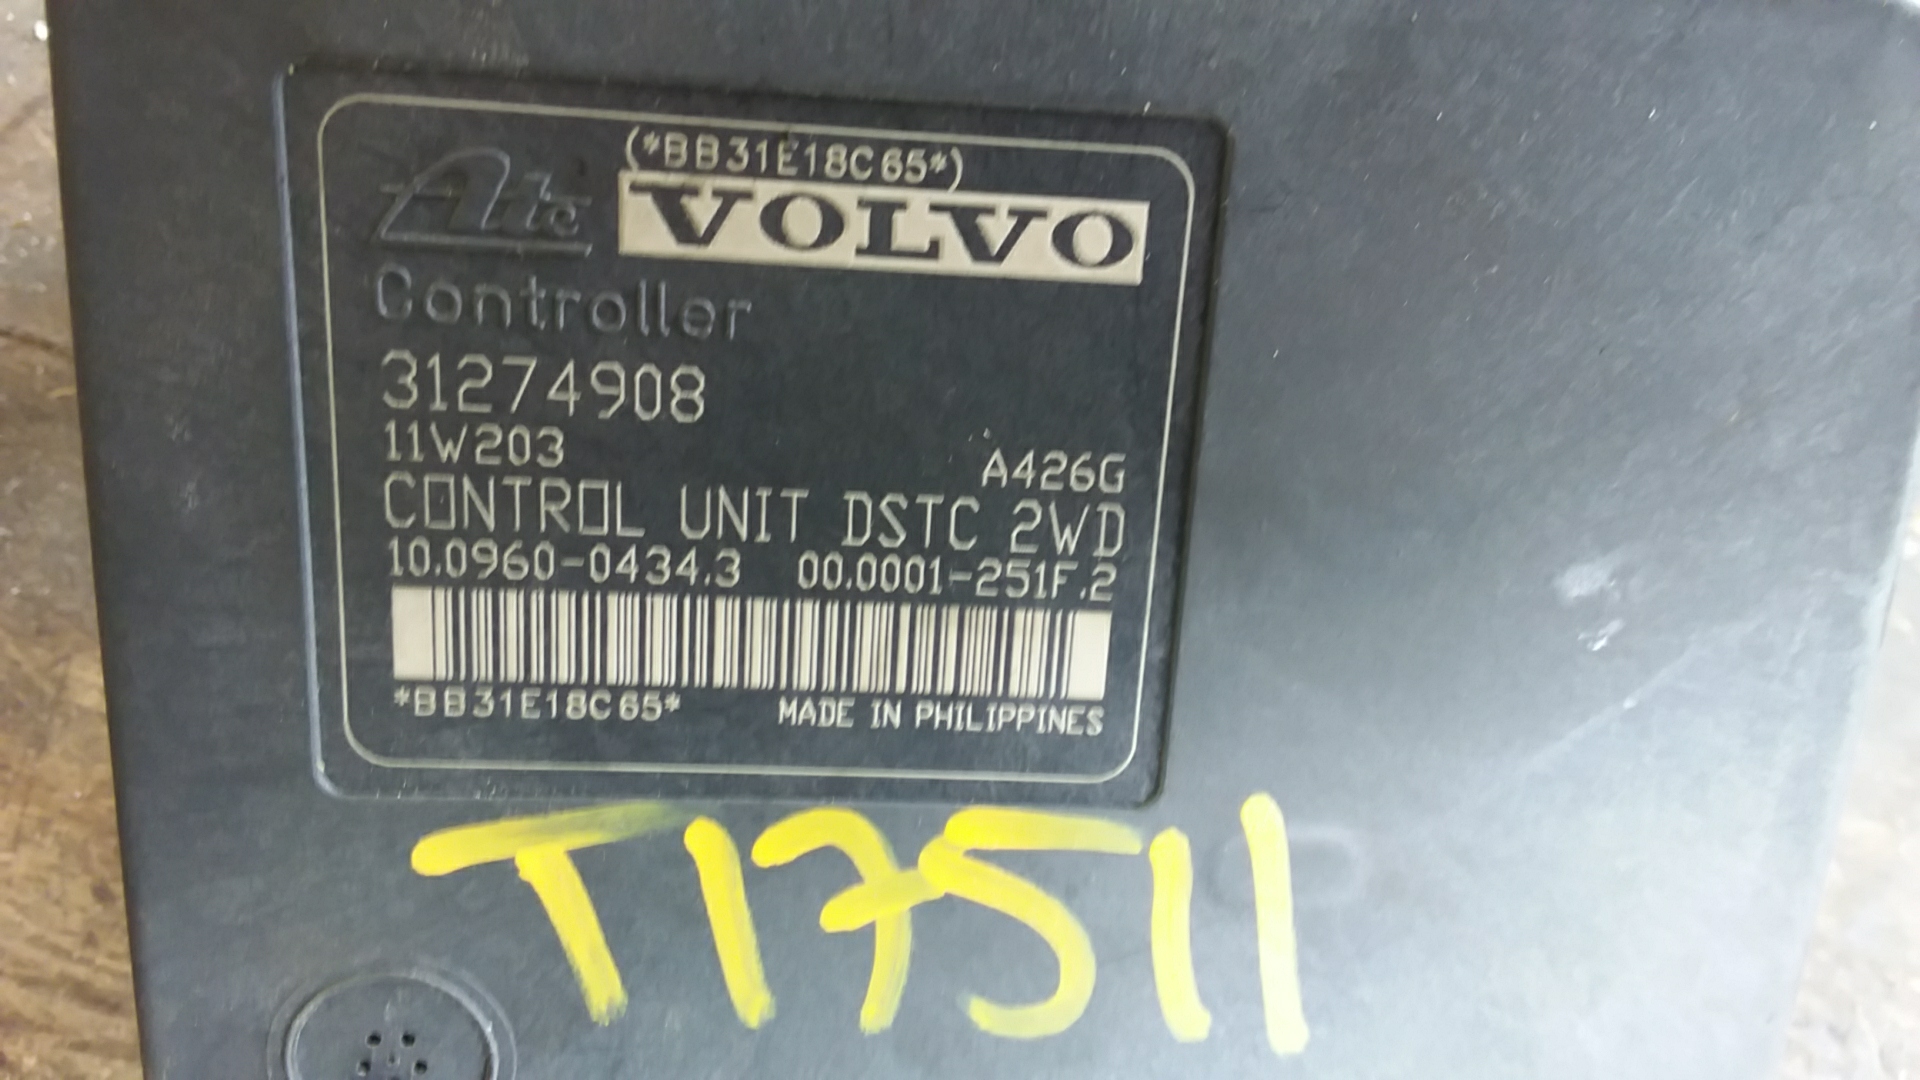 (*BB31E18C65*)
Ate VOLVO
Controller
31274908
11W203 A426G
CONTROL UNIT DSTC 2WD
10.0960-0434.3 00.0001-251F.2
*BB31E18C65* MADE IN PHILIPPINES
T17511